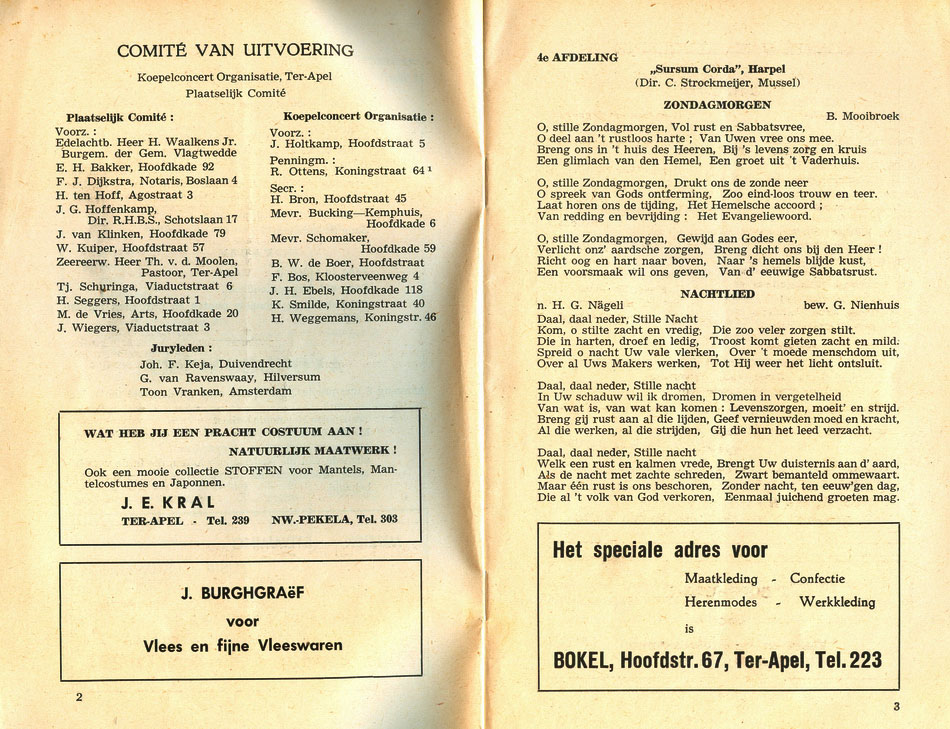 COMITÉ VAN UITVOERING
Koepelconcert Organisatie, Ter-Apel
Plaatselijk Comité
Plaatselijk Comité :
Voorz. :
Edelachtb. Heer H. Waalkens Jr.
Burgem. der Gem. Vlagtwedde
E. H. Bakker, Hoofdkade 92
F. J. Dijkstra, Notaris, Boslaan 4
H. ten Hoff, Agostraat 3
J. G. Hoffenkamp,
Dir. R.H.B.S., Schotslaan 17
J. van Klinken, Hoofdkade 79
W. Kuiper, Hoofdstraat 57
Zeereerw. Heer Th. v. d. Moolen,
Pastoor, Ter-Apel
Tj. Schuringa, Viaductstraat 6
H. Seggers, Hoofdstraat 1
M. de Vries, Arts, Hoofdkade 20
J. Wiegers, Viaductstraat 3
Koepelconcert Organisatie :
Voorz. :
J. Holtkamp, Hoofdstraat 5
Penningm. :
R. Ottens, Koningstraat 64¹
Secr. :
H. Bron, Hoofdstraat 45
Mevr. Bucking—Kemphuis,
Hoofdkade 6
Mevr. Schomaker,
Hoofdkade 59
B. W. de Boer, Hoofdstraat
F. Bos, Kloosterveenweg 4
J. H. Ebels, Hoofdkade 118
K. Smilde, Koningstraat 40
H. Weggemans, Koningstr. 46
Juryleden :
Joh. F. Keja, Duivendrecht
G. van Ravenswaay, Hilversum
Toon Vranken, Amsterdam
WAT HEB JIJ EEN PRACHT COSTUUM AAN !
NATUURLIJK MAATWERK !
Ook een mooie collectie STOFFEN voor Mantels, Man-
telcostumes en Japonnen.
J. E. KRAL
TER-APEL - Tel. 239 NW.-PEKELA, Tel. 303
J. BURGHGRAëF
voor
Vlees en fijne Vleeswaren
2
4e AFDELING
„Sursum Corda”, Harpel
(Dir. C. Strockmeijer, Mussel)
ZONDAGMORGEN
B. Mooibroek
O, stille Zondagmorgen, Vol rust en Sabbatsvree,
O deel aan 't rustloos harte ; Van Uwen vree ons mee.
Breng ons in 't huis des Heeren, Bij 's levens zorg en kruis
Een glimlach van den Hemel, Een groet uit 't Vaderhuis.
O, stille Zondagmorgen, Drukt ons de zonde neer
O spreek van Gods ontferming, Zoo eind-loos trouw en teer.
Laat horen ons de tijding, Het Hemelsche accoord ;
Van redding en bevrijding : Het Evangeliewoord.
O, stille Zondagmorgen, Gewijd aan Godes eer,
Verlicht onz' aardsche zorgen, Breng dicht ons bij den Heer !
Richt oog en hart naar boven, Naar 's hemels blijde kust,
Een voorsmaak wil ons geven, Van d' eeuwige Sabbatsrust.
NACHTLIED
n. H. G. Nägeli bew. G. Nienhuis
Daal, daal neder, Stille Nacht
Kom, o stilte zacht en vredig, Die zoo veler zorgen stilt.
Die in harten, droef en ledig, Troost komt gieten zacht en mild.
Spreid o nacht Uw vale vlerken, Over 't moede menschdom uit,
Over al Uws Makers werken, Tot Hij weer het licht ontsluit.
Daal, daal neder, Stille nacht
In Uw schaduw wil ik dromen, Dromen in vergetelheid
Van wat is, van wat kan komen : Levenszorgen, moeit' en strijd.
Breng gij rust aan al die lijden, Geef vernieuwden moed en kracht,
Al die werken, al die strijden, Gij die hun het leed verzacht.
Daal, daal neder, Stille nacht
Welk een rust en kalmen vrede, Brengt Uw duisternis aan d' aard,
Als de nacht met zachte schreden, Zwart bemanteld ommewaart.
Maar één rust is ons beschoren, Zonder nacht, ten eeuw'gen dag,
Die al 't volk van God verkoren, Eenmaal juichend groeten mag.
Het speciale adres voor
Maatkleding - Confectie
Herenmodes - Werkkleding
is
BOKEL, Hoofdstr. 67, Ter-Apel, Tel. 223
3